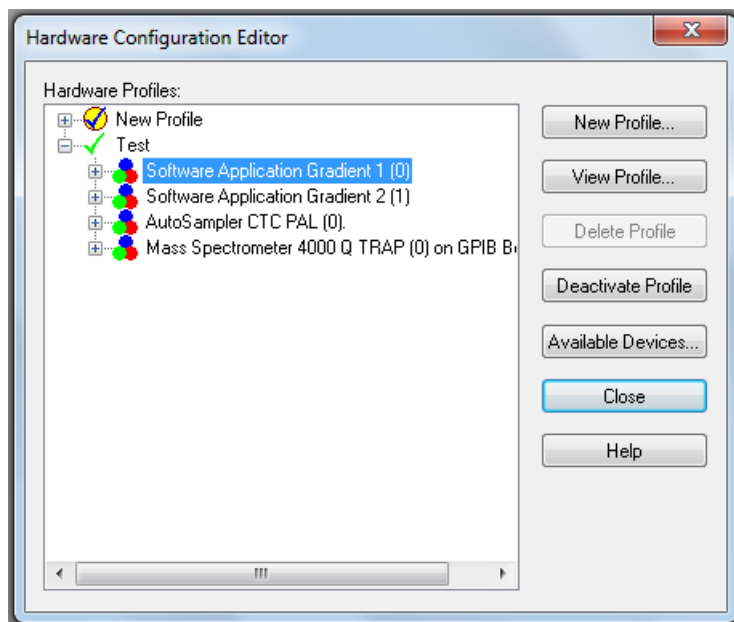 Hardware Configuration Editor
Hardware Profiles:
New Profile
Test
Software Application Gradient 1 (0)
Software Application Gradient 2 (1)
AutoSampler CTC PAL (0).
Mass Spectrometer 4000 Q TRAP (0) on GPIB B
New Profile...
View Profile...
Delete Profile
Deactivate Profile
Available Devices...
Close
Help